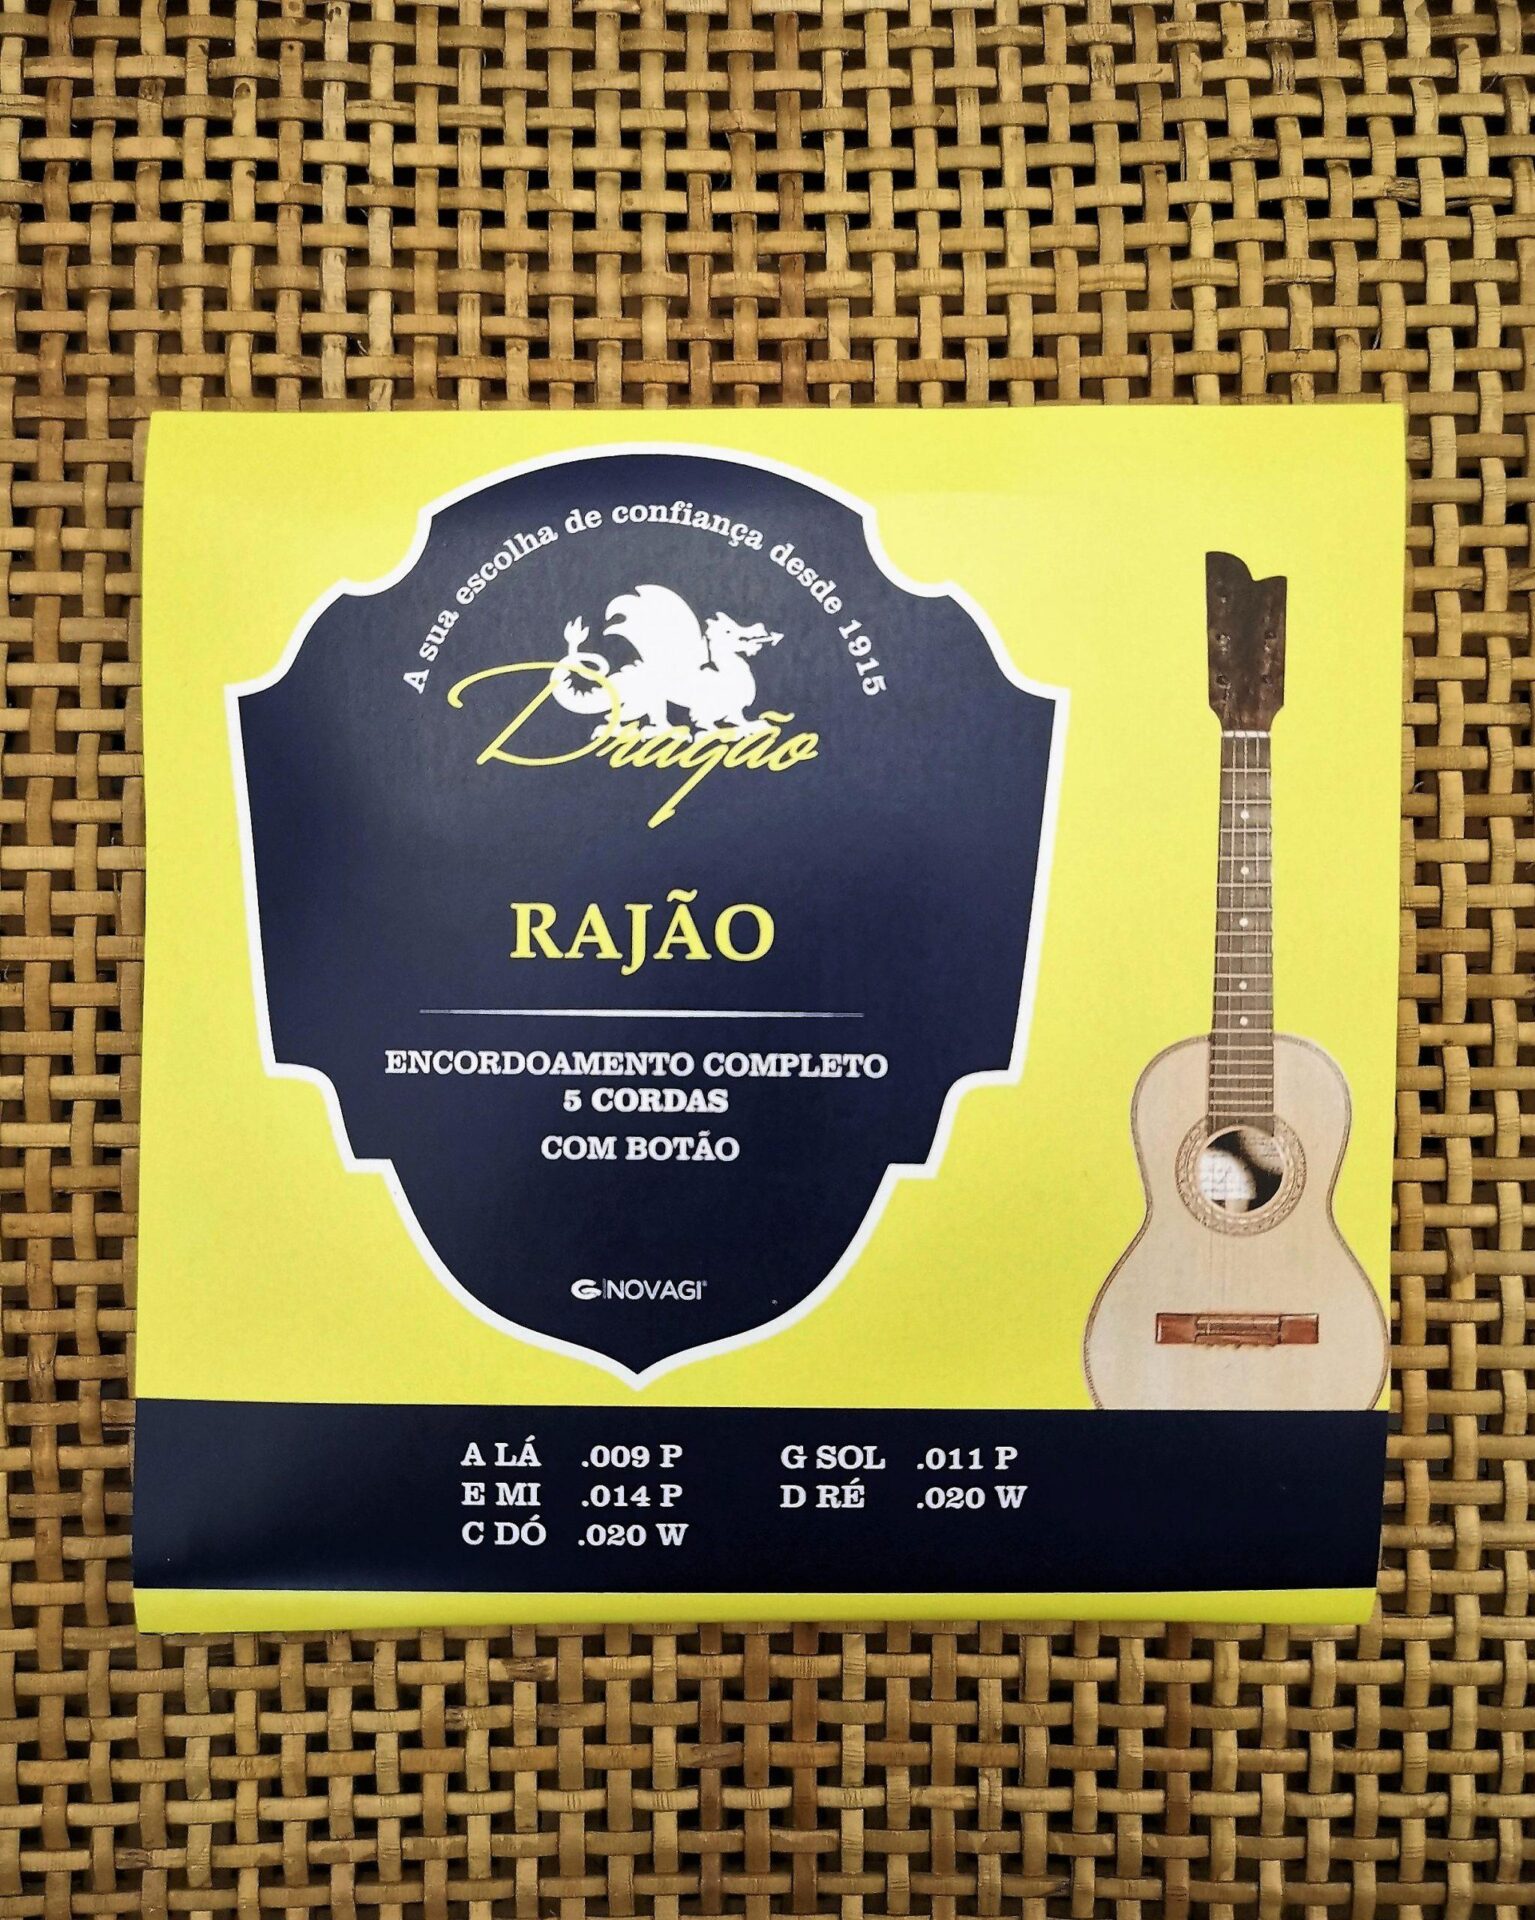 A sua escolha de confiança desde 1915
Dragão
RAJÃO
ENCORDOAMENTO COMPLETO
5 CORDAS
COM BOTÃO
NOVAGI®
A LÁ .009 P
E MI .014 P
C DÓ .020 W
G SOL .011 P
D RÉ .020 W